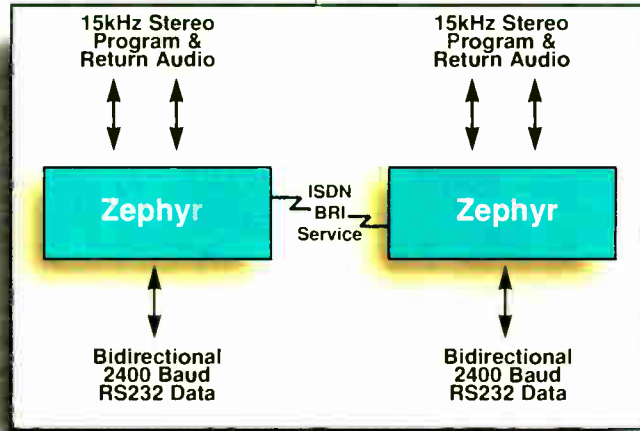 15kHz Stereo
Program &
Return Audio
15kHz Stereo
Program &
Return Audio
Zephyr
ISDN
BRI
Service
Zephyr
Bidirectional
2400 Baud
RS232 Data
Bidirectional
2400 Baud
RS232 Data